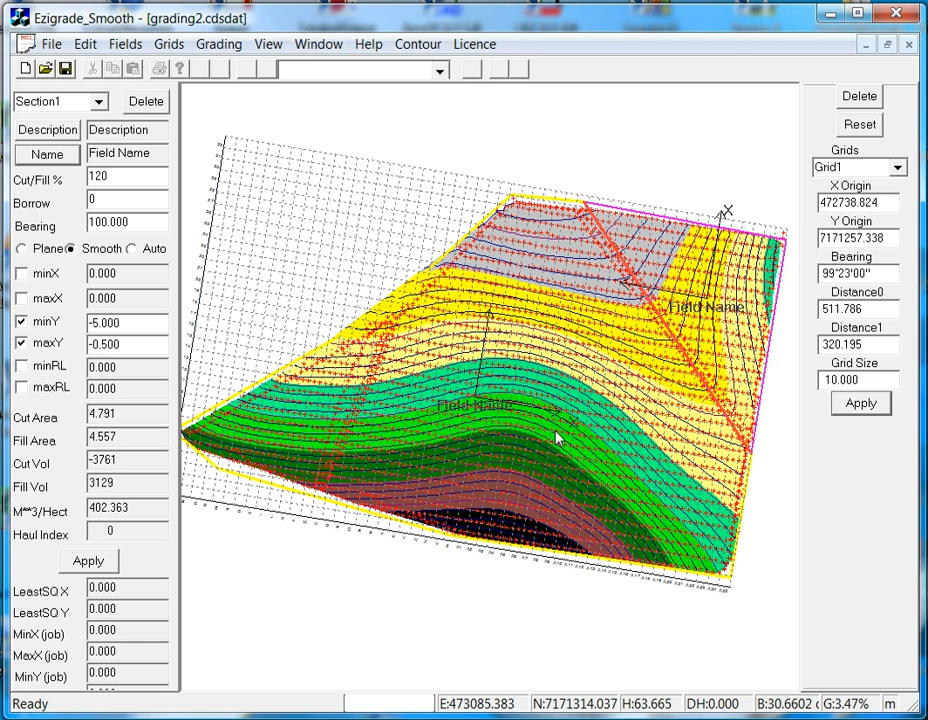 Ezigrade_Smooth - [grading2.cdsdat]
File Edit Fields Grids Grading View Window Help Contour Licence
Section1 Delete
Description Description
Name Field Name
Cut/Fill % 120
Borrow 0
Bearing 100.000
Plane Smooth Auto
minX 0.000
maxX 0.000
minY -5.000
maxY -0.500
minRL 0.000
maxRL 0.000
Cut Area 4.791
Fill Area 4.557
Cut Vol -3761
Fill Vol 3129
M**3/Hect 402.363
Haul Index 0
Apply
LeastSQ X 0.000
LeastSQ Y 0.000
MinX (job) 0.000
MaxX (job) 0.000
MinY (job) 0.000
X
Field Name
Field Name
Delete
Reset
Grids
Grid1
X Origin
472738.824
Y Origin
7171257.338
Bearing
99°23'00"
Distance0
511.786
Distance1
320.195
Grid Size
10.000
Apply
Ready E:473085.383 N:7171314.037 H:63.665 DH:0.000 B:30.6602 G:3.47% m